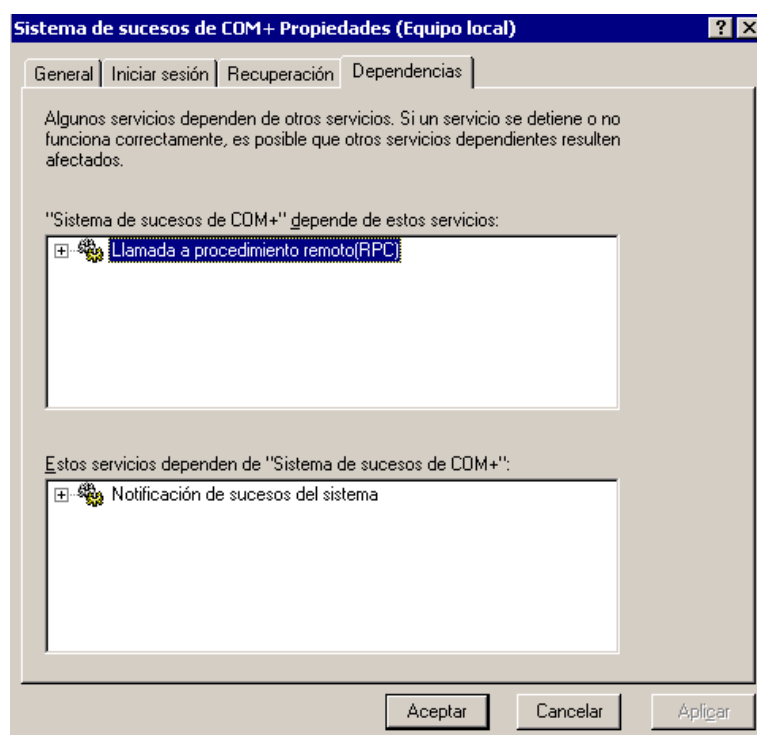 Sistema de sucesos de COM+ Propiedades (Equipo local)
General Iniciar sesión Recuperación Dependencias
Algunos servicios dependen de otros servicios. Si un servicio se detiene o no
funciona correctamente, es posible que otros servicios dependientes resulten
afectados.
"Sistema de sucesos de COM+" depende de estos servicios:
Llamada a procedimiento remoto(RPC)
Estos servicios dependen de "Sistema de sucesos de COM+":
Notificación de sucesos del sistema
Aceptar Cancelar Aplicar